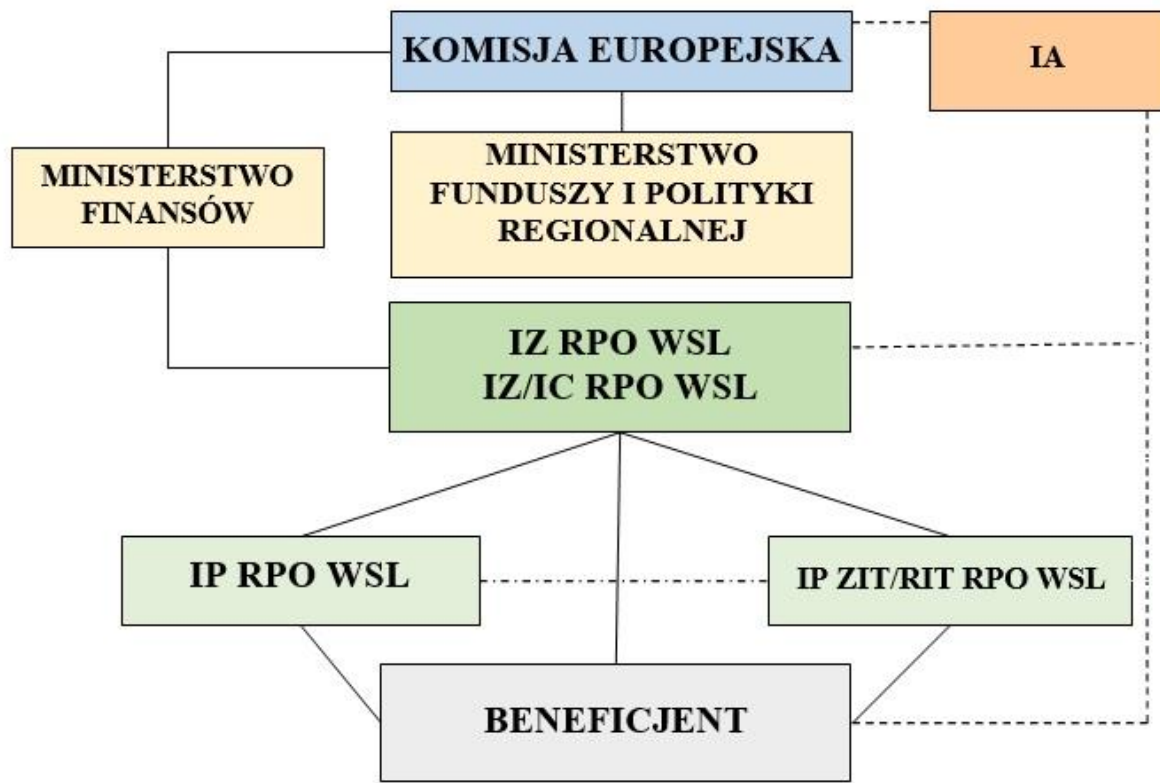 KOMISJA EUROPEJSKA
IA
MINISTERSTWO
FINANSÓW
MINISTERSTWO
FUNDUSZY I POLITYKI
REGIONALNEJ
IZ RPO WSL
IZ/IC RPO WSL
IP RPO WSL
IP ZIT/RIT RPO WSL
BENEFICJENT